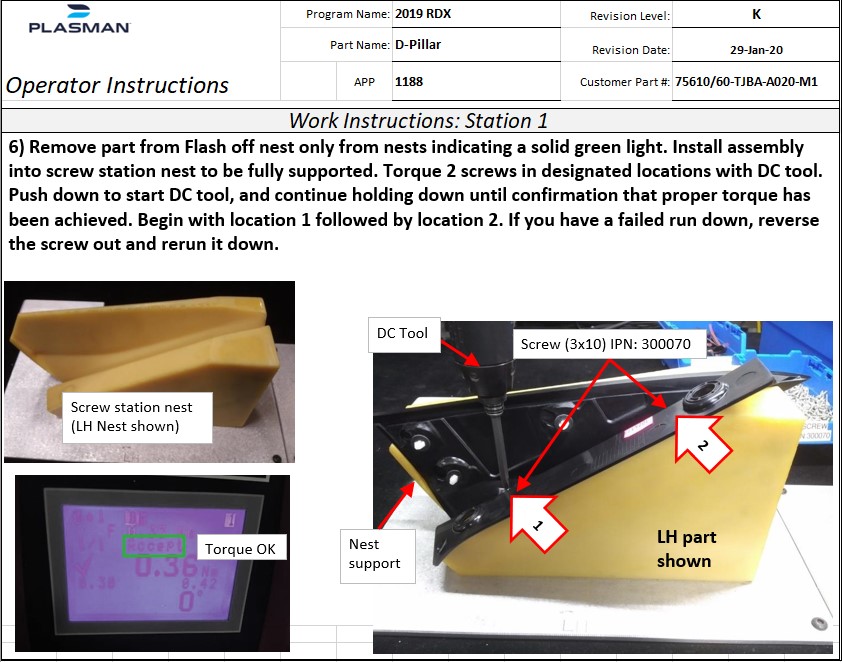 PLASMAN
Program Name: 2019 RDX
Revision Level: K
Part Name: D-Pillar
Revision Date: 29-Jan-20
Operator Instructions
APP 1188
Customer Part #: 75610/60-TJBA-A020-M1
Work Instructions: Station 1
6) Remove part from Flash off nest only from nests indicating a solid green light. Install assembly
into screw station nest to be fully supported. Torque 2 screws in designated locations with DC tool.
Push down to start DC tool, and continue holding down until confirmation that proper torque has
been achieved. Begin with location 1 followed by location 2. If you have a failed run down, reverse
the screw out and rerun it down.
Screw station nest
(LH Nest shown)
DC Tool
Screw (3x10) IPN: 300070
SCREW
300070
2
1
LH part
shown
Nest
support
Torque OK
Accept
0.36 Nm
0.42
0°